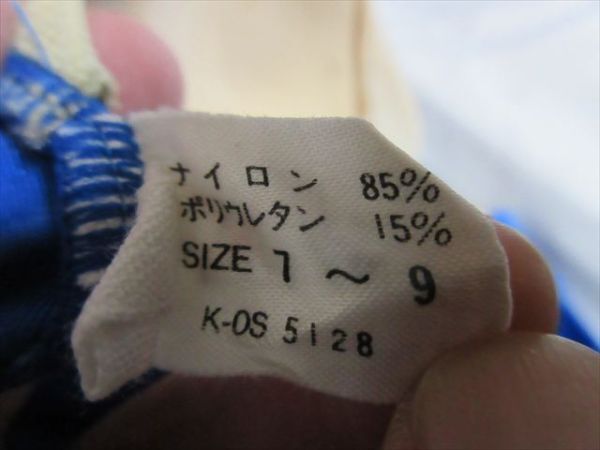 ナイロン 85%
ポリウレタン 15%
SIZE 7 〜 9
K-OS 5128